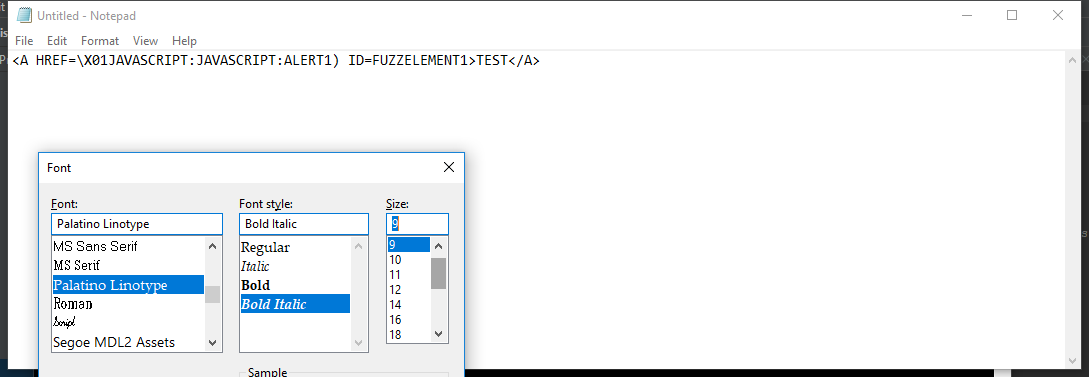 Untitled - Notepad
File Edit Format View Help
<A HREF=\X01JAVASCRIPT:JAVASCRIPT:ALERT1) ID=FUZZELEMENT1>TEST</A>
Font
Font: Font style: Size:
Palatino Linotype Bold Italic 9
MS Sans Serif Regular 9
MS Serif Italic 10
Palatino Linotype Bold 11
Roman Bold Italic 12
Script 14
Segoe MDL2 Assets 16
18
Sample